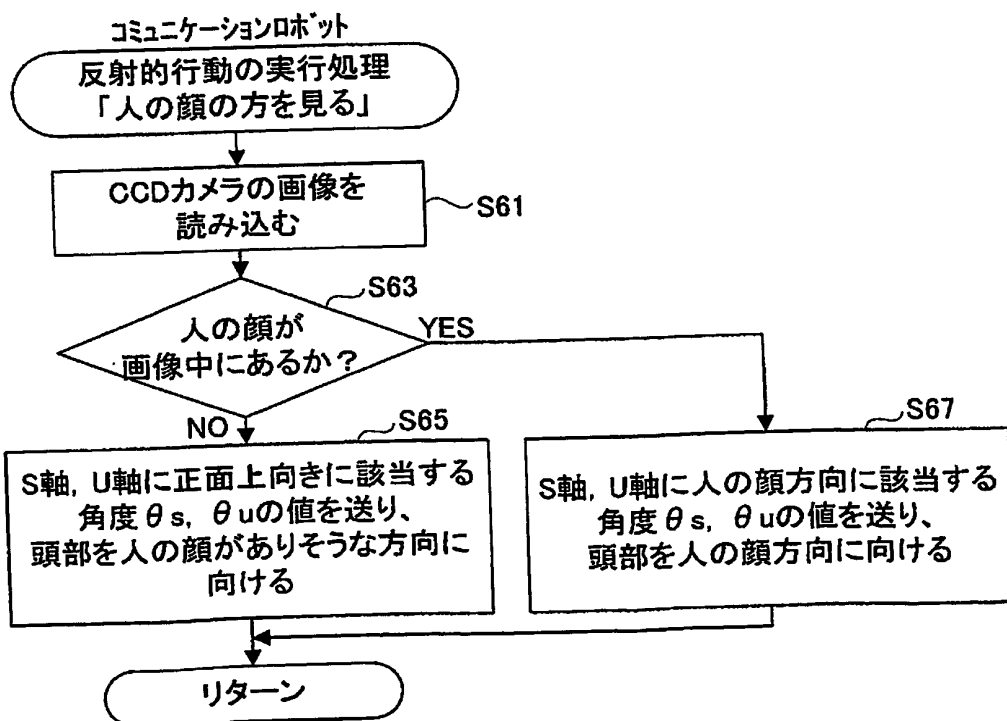 コミュニケーションロボット
反射的行動の実行処理
「人の顔の方を見る」
CCDカメラの画像を
読み込む
S61
S63
人の顔が
画像中にあるか?
YES
NO
S65
S軸, U軸に正面上向きに該当する
角度θs, θuの値を送り、
頭部を人の顔がありそうな方向に
向ける
S67
S軸, U軸に人の顔方向に該当する
角度θs, θuの値を送り、
頭部を人の顔方向に向ける
リターン